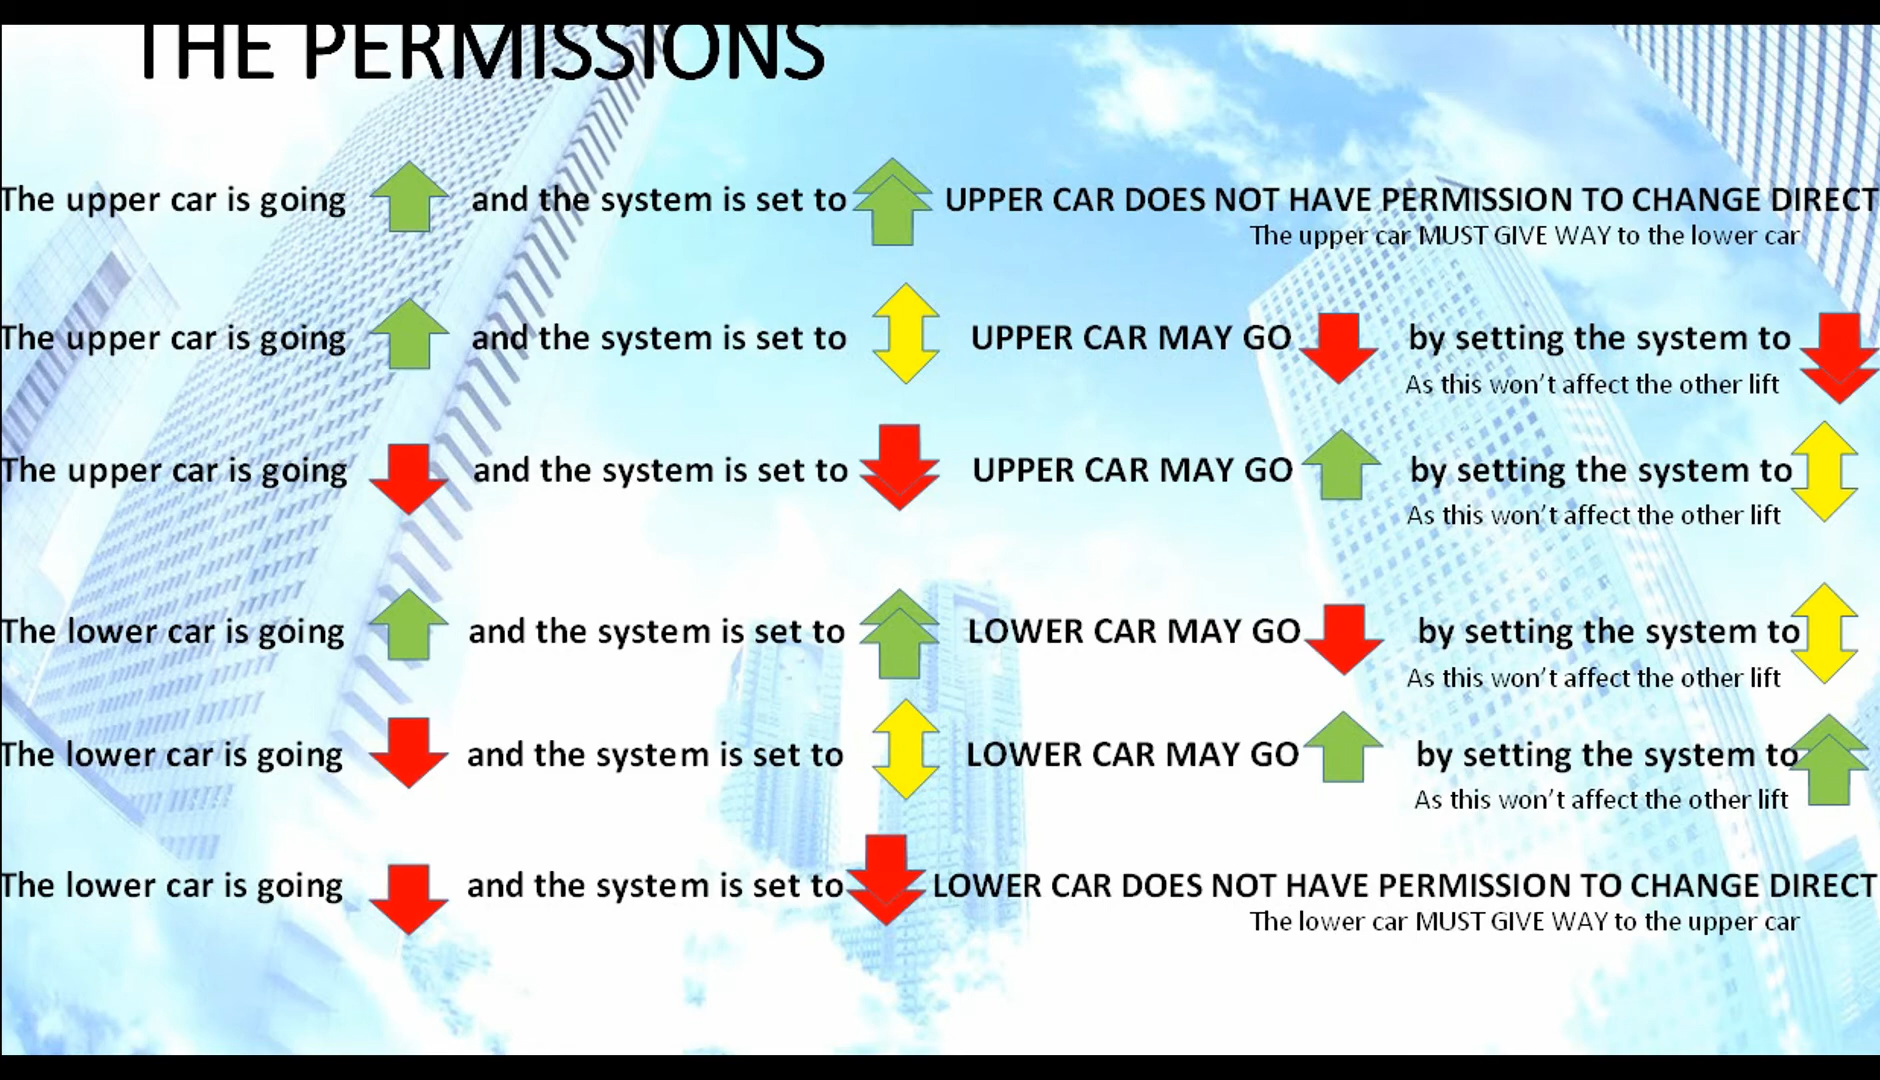 THE PERMISSIONS
The upper car is going and the system is set to UPPER CAR DOES NOT HAVE PERMISSION TO CHANGE DIRECT
The upper car MUST GIVE WAY to the lower car
The upper car is going and the system is set to UPPER CAR MAY GO by setting the system to
As this won't affect the other lift
The upper car is going and the system is set to UPPER CAR MAY GO by setting the system to
As this won't affect the other lift
The lower car is going and the system is set to LOWER CAR MAY GO by setting the system to
As this won't affect the other lift
The lower car is going and the system is set to LOWER CAR MAY GO by setting the system to
As this won't affect the other lift
The lower car is going and the system is set to LOWER CAR DOES NOT HAVE PERMISSION TO CHANGE DIRECT
The lower car MUST GIVE WAY to the upper car